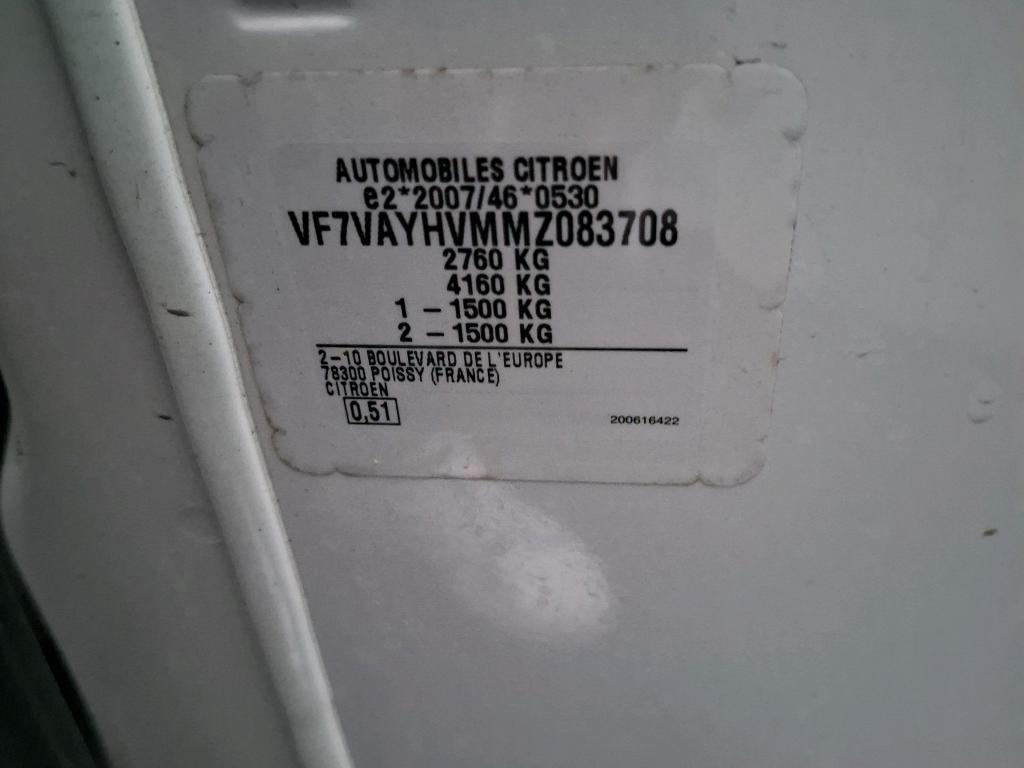 AUTOMOBILES CITROEN
e2*2007/46*0530
VF7VAYHVMMZ083708
2760 KG
4160 KG
1 - 1500 KG
2 - 1500 KG
2-10 BOULEVARD DE L'EUROPE
78300 POISSY (FRANCE)
CITROEN
0,51
200616422